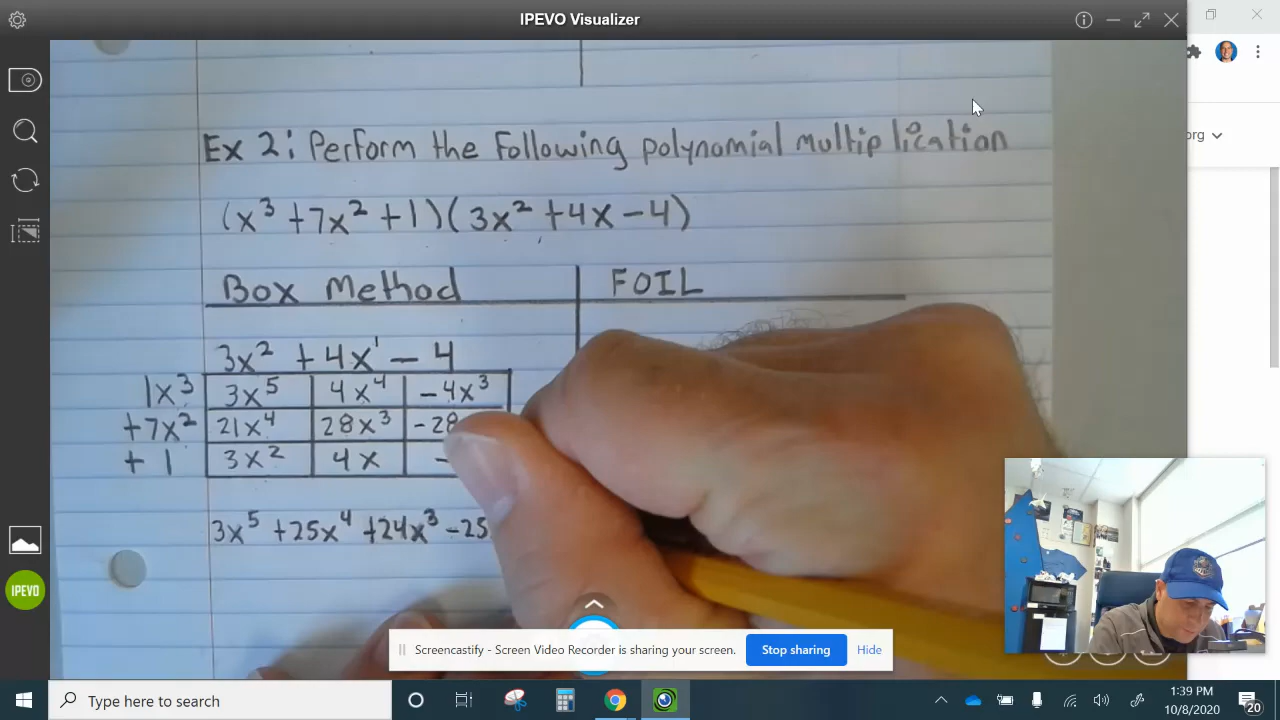 IPEVO Visualizer
org
Ex 2: Perform the Following polynomial multiplication
(x³ +7x² +1)(3x² +4x −4)
Box Method
FOIL
3x² +4x¹ − 4
1x³ 3x⁵ 4x⁴ −4x³
+7x² 21x⁴ 28x³ −28
+ 1 3x² 4x −
3x⁵ +25x⁴ +24x³ −25
IPEVO
Screencastify - Screen Video Recorder is sharing your screen.
Stop sharing
Hide
Type here to search
1:39 PM
10/8/2020
20